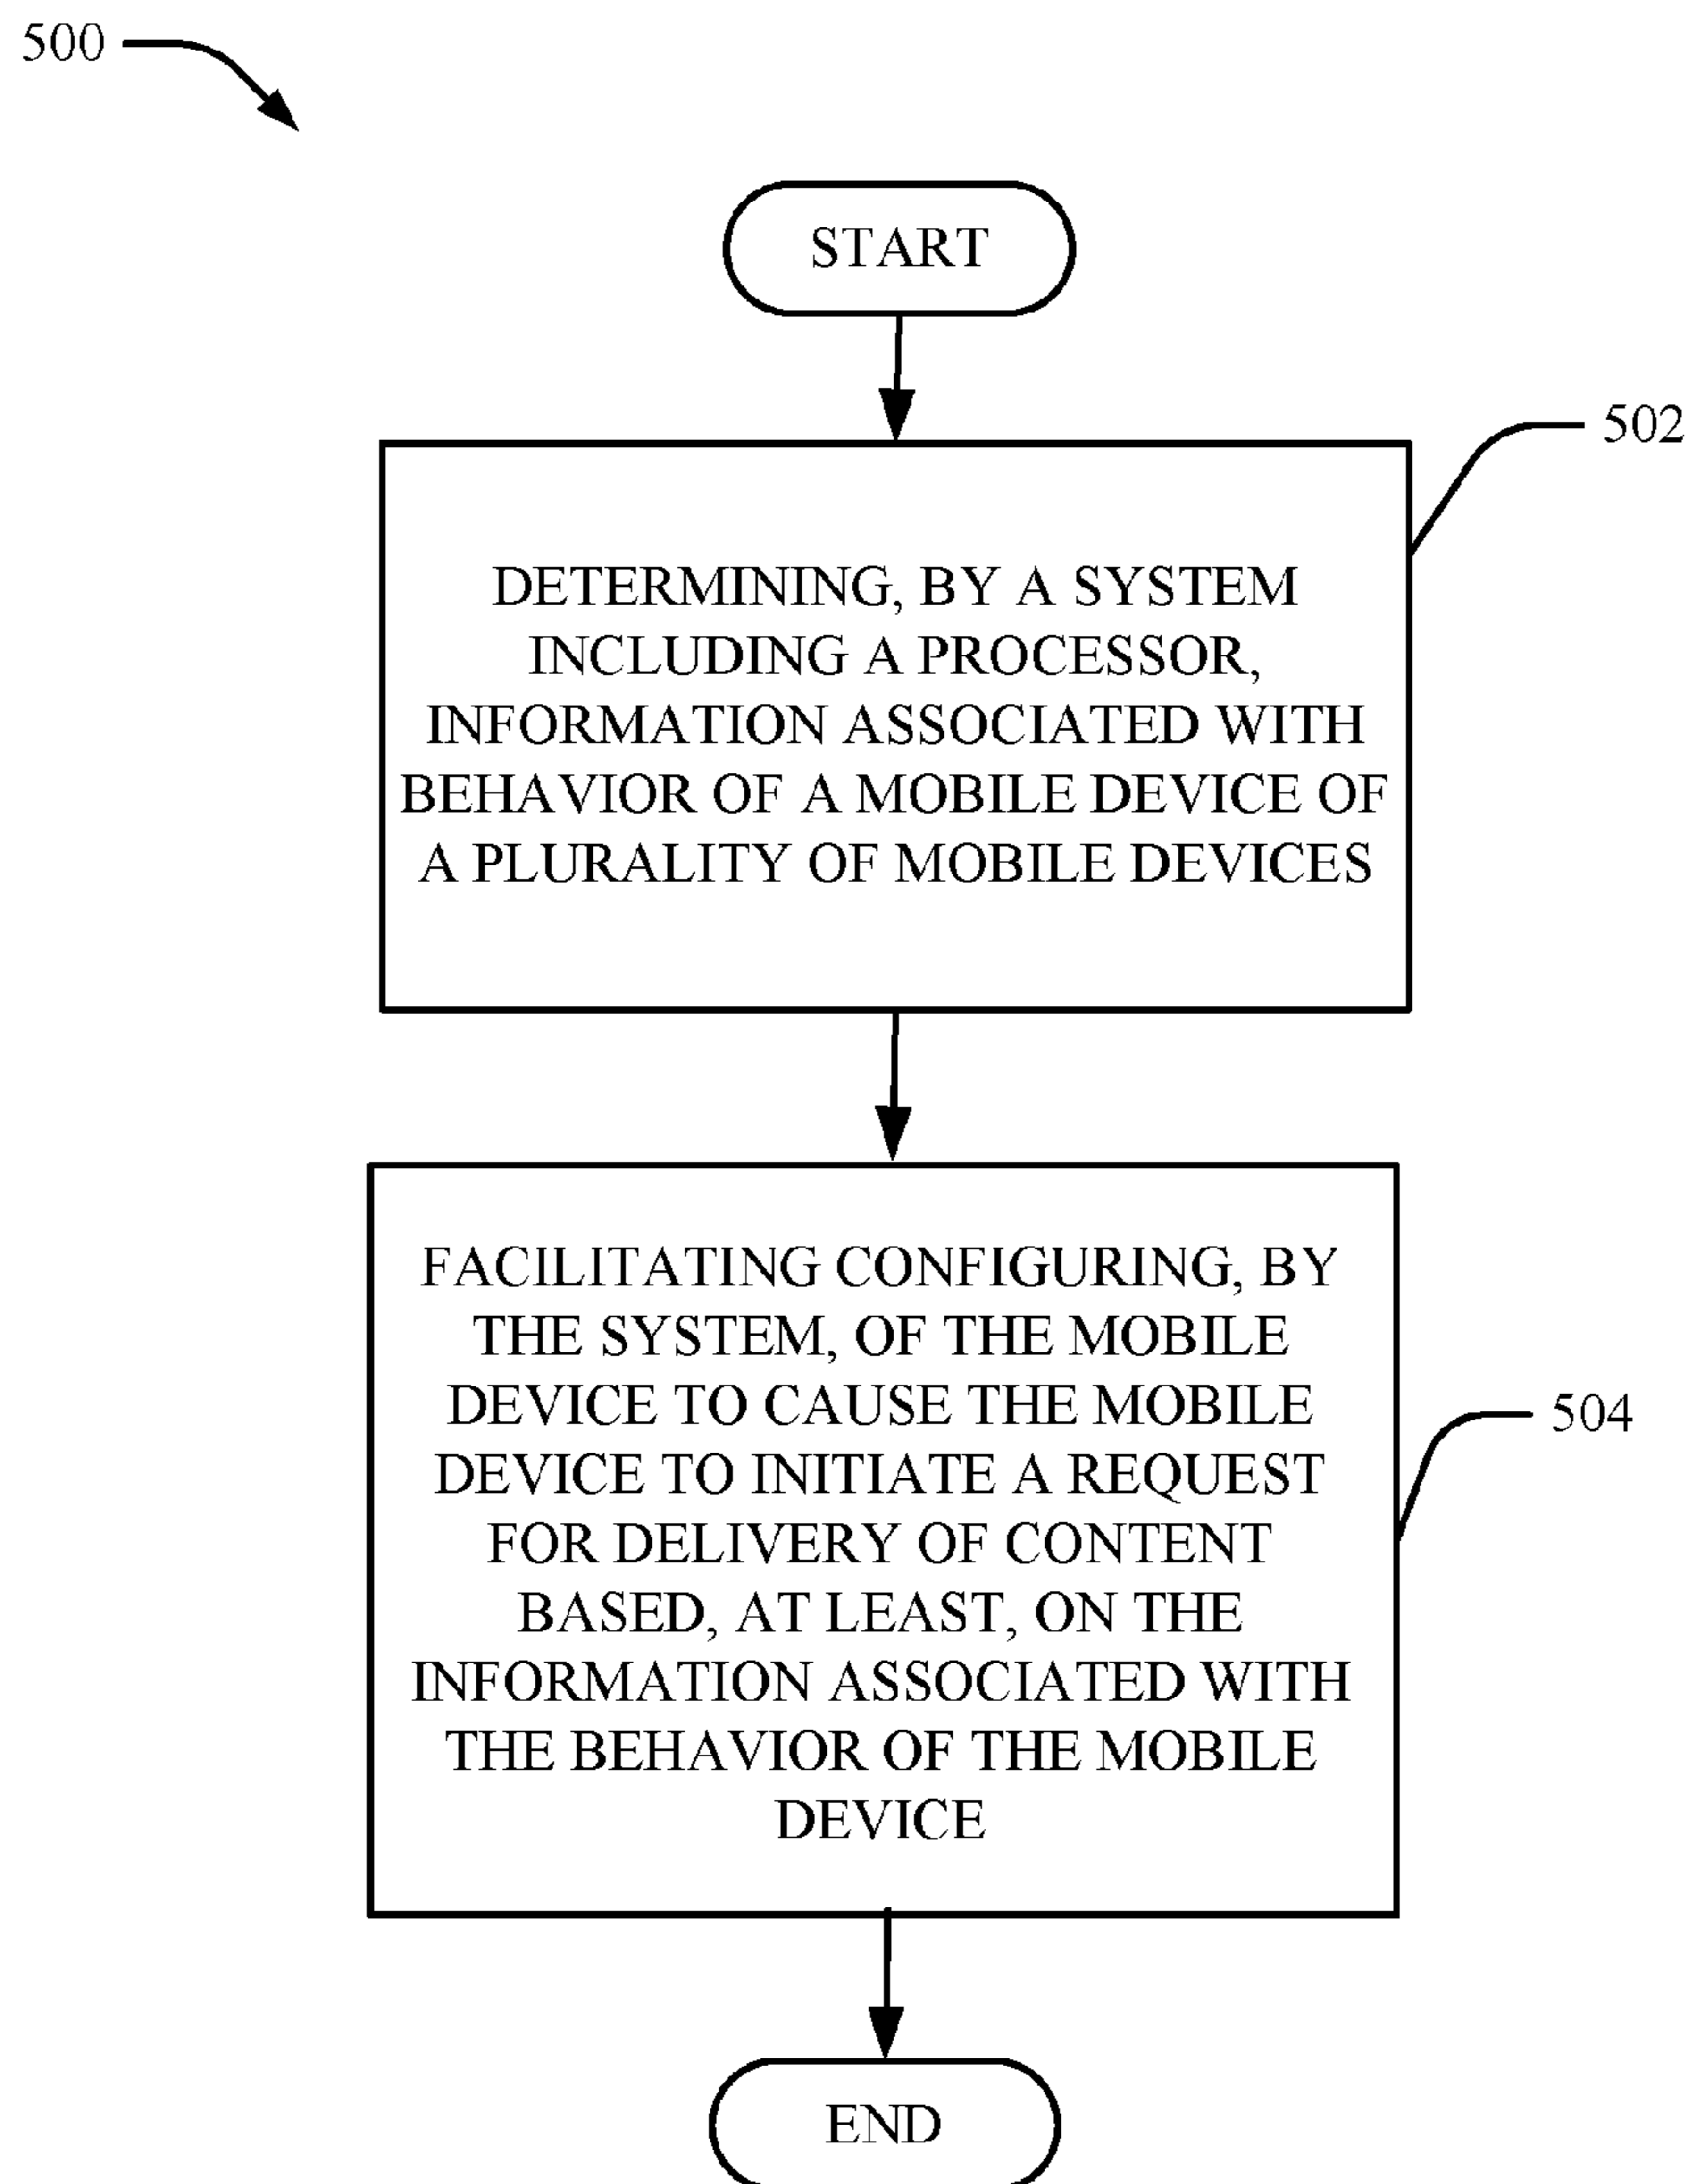 500
START
502
DETERMINING, BY A SYSTEM
INCLUDING A PROCESSOR,
INFORMATION ASSOCIATED WITH
BEHAVIOR OF A MOBILE DEVICE OF
A PLURALITY OF MOBILE DEVICES
FACILITATING CONFIGURING, BY
THE SYSTEM, OF THE MOBILE
DEVICE TO CAUSE THE MOBILE
DEVICE TO INITIATE A REQUEST
FOR DELIVERY OF CONTENT
BASED, AT LEAST, ON THE
INFORMATION ASSOCIATED WITH
THE BEHAVIOR OF THE MOBILE
DEVICE
504
END